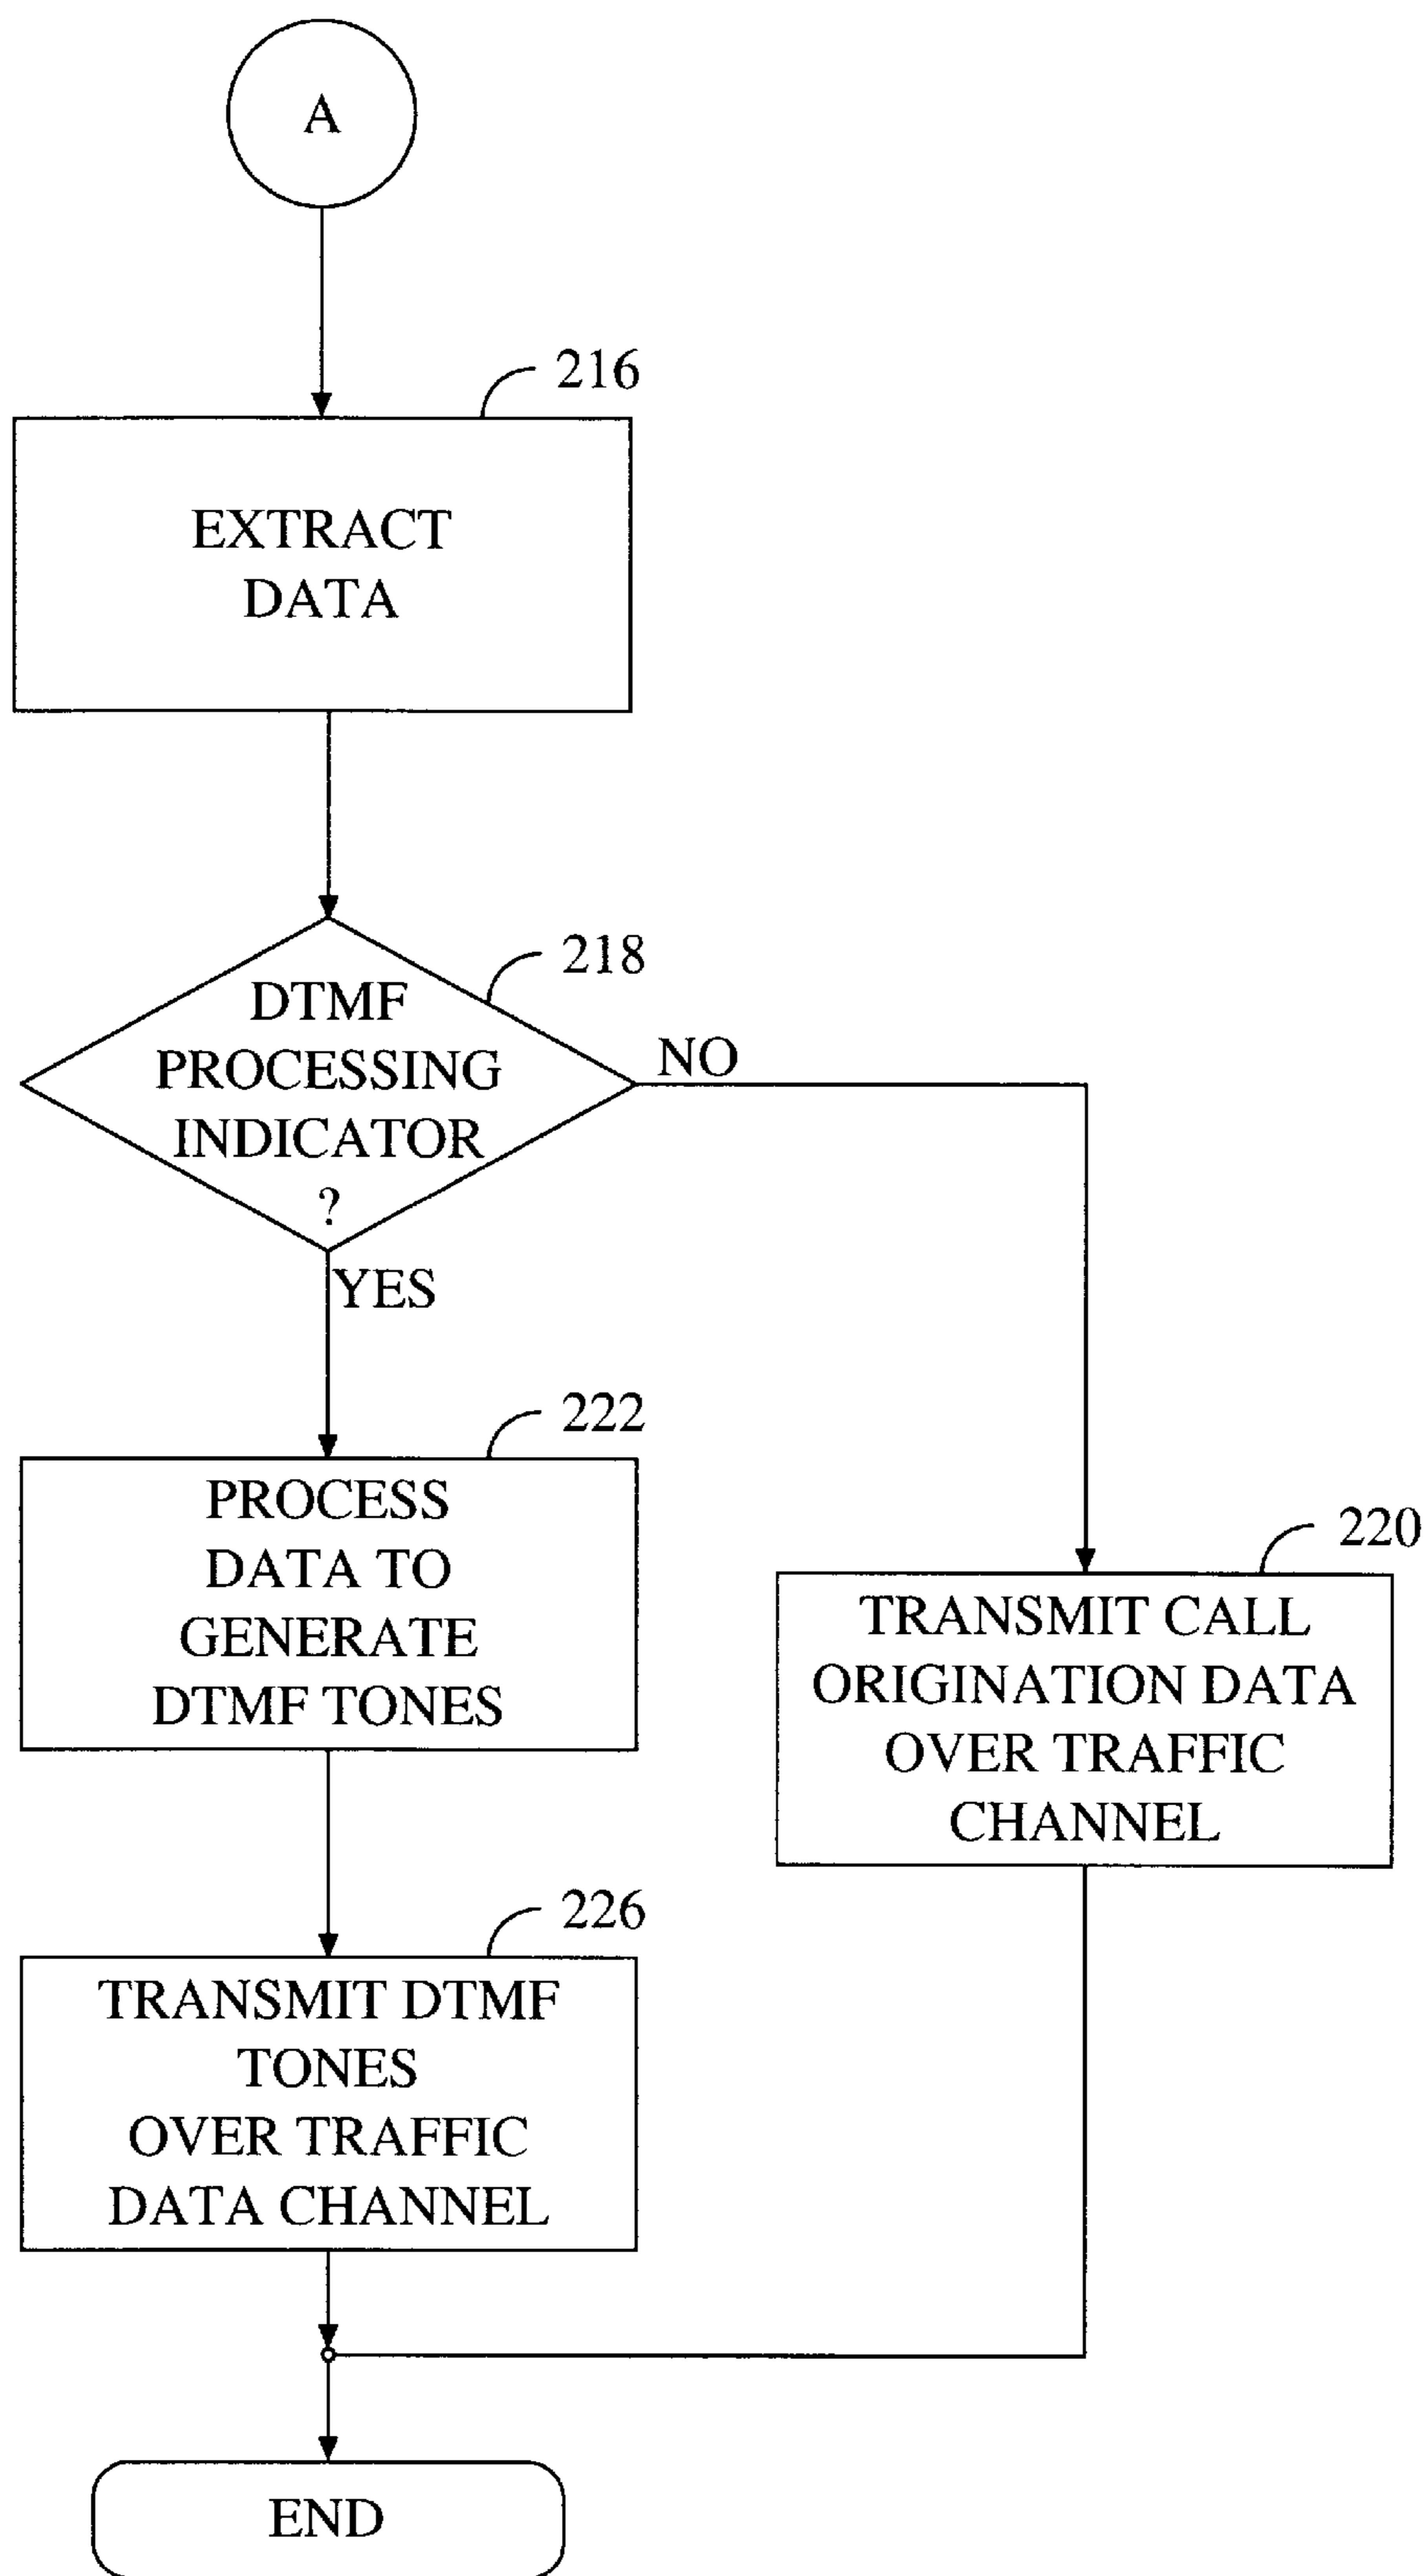 A
216
EXTRACT
DATA
218
DTMF
PROCESSING
INDICATOR
?
NO
YES
222
PROCESS
DATA TO
GENERATE
DTMF TONES
220
TRANSMIT CALL
ORIGINATION DATA
OVER TRAFFIC
CHANNEL
226
TRANSMIT DTMF
TONES
OVER TRAFFIC
DATA CHANNEL
END